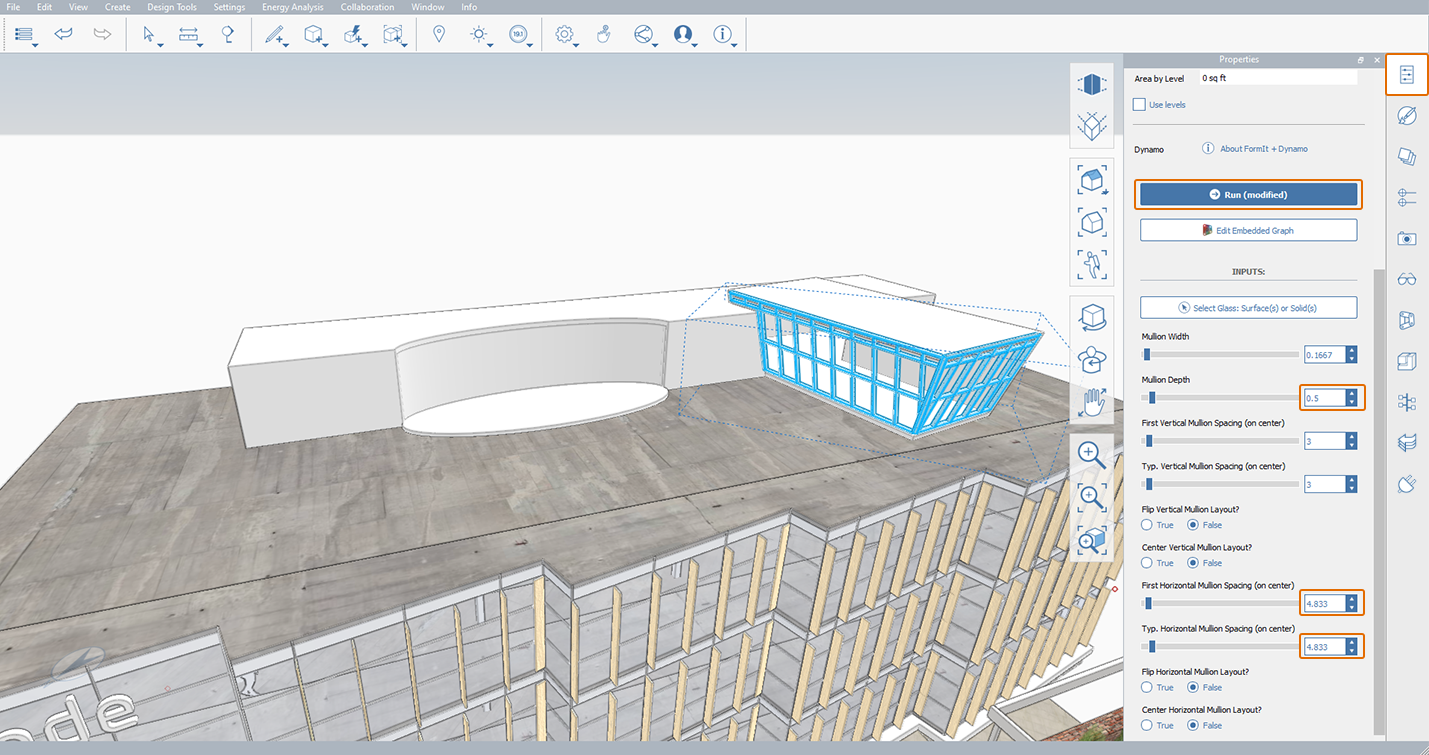 File Edit View Create Design Tools Settings Energy Analysis Collaboration Window Info
19.1
Properties
Area by Level 0 sq ft
Use levels
Dynamo About FormIt + Dynamo
Run (modified)
Edit Embedded Graph
INPUTS:
Select Glass: Surface(s) or Solid(s)
Mullion Width
0.1667
Mullion Depth
0.5
First Vertical Mullion Spacing (on center)
3
Typ. Vertical Mullion Spacing (on center)
3
Flip Vertical Mullion Layout?
True False
Center Vertical Mullion Layout?
True False
First Horizontal Mullion Spacing (on center)
4.833
Typ. Horizontal Mullion Spacing (on center)
4.833
Flip Horizontal Mullion Layout?
True False
Center Horizontal Mullion Layout?
True False
ade